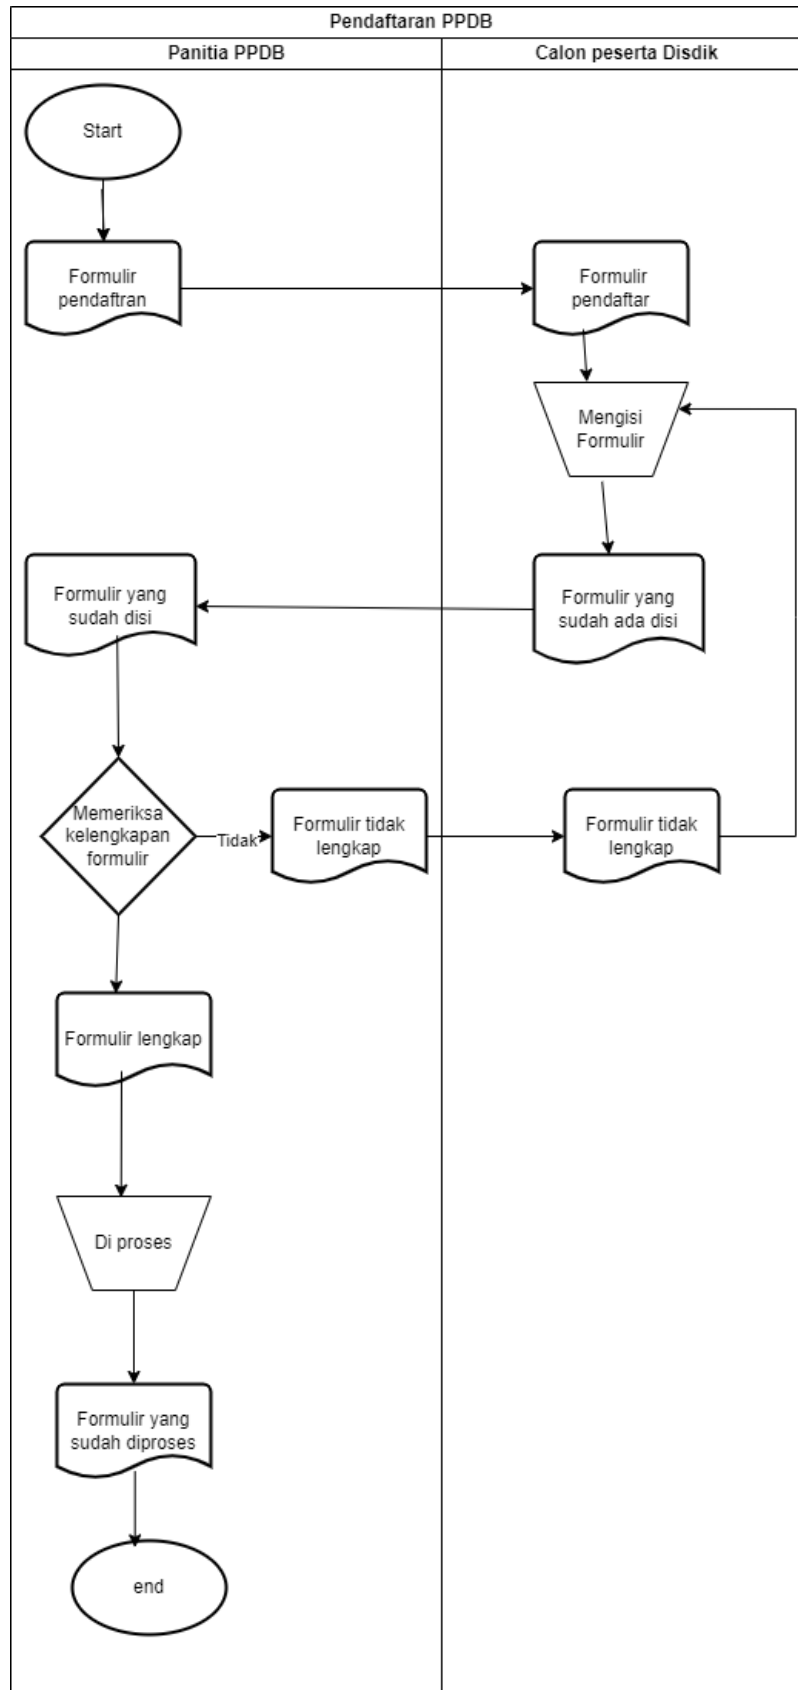 Pendaftaran PPDB
Panitia PPDB
Calon peserta Disdik
Start
Formulir
pendaftran
Formulir
pendaftar
Mengisi
Formulir
Formulir yang
sudah disi
Formulir yang
sudah ada disi
Memeriksa
kelengkapan
formulir
Tidak
Formulir tidak
lengkap
Formulir tidak
lengkap
Formulir lengkap
Di proses
Formulir yang
sudah diproses
end